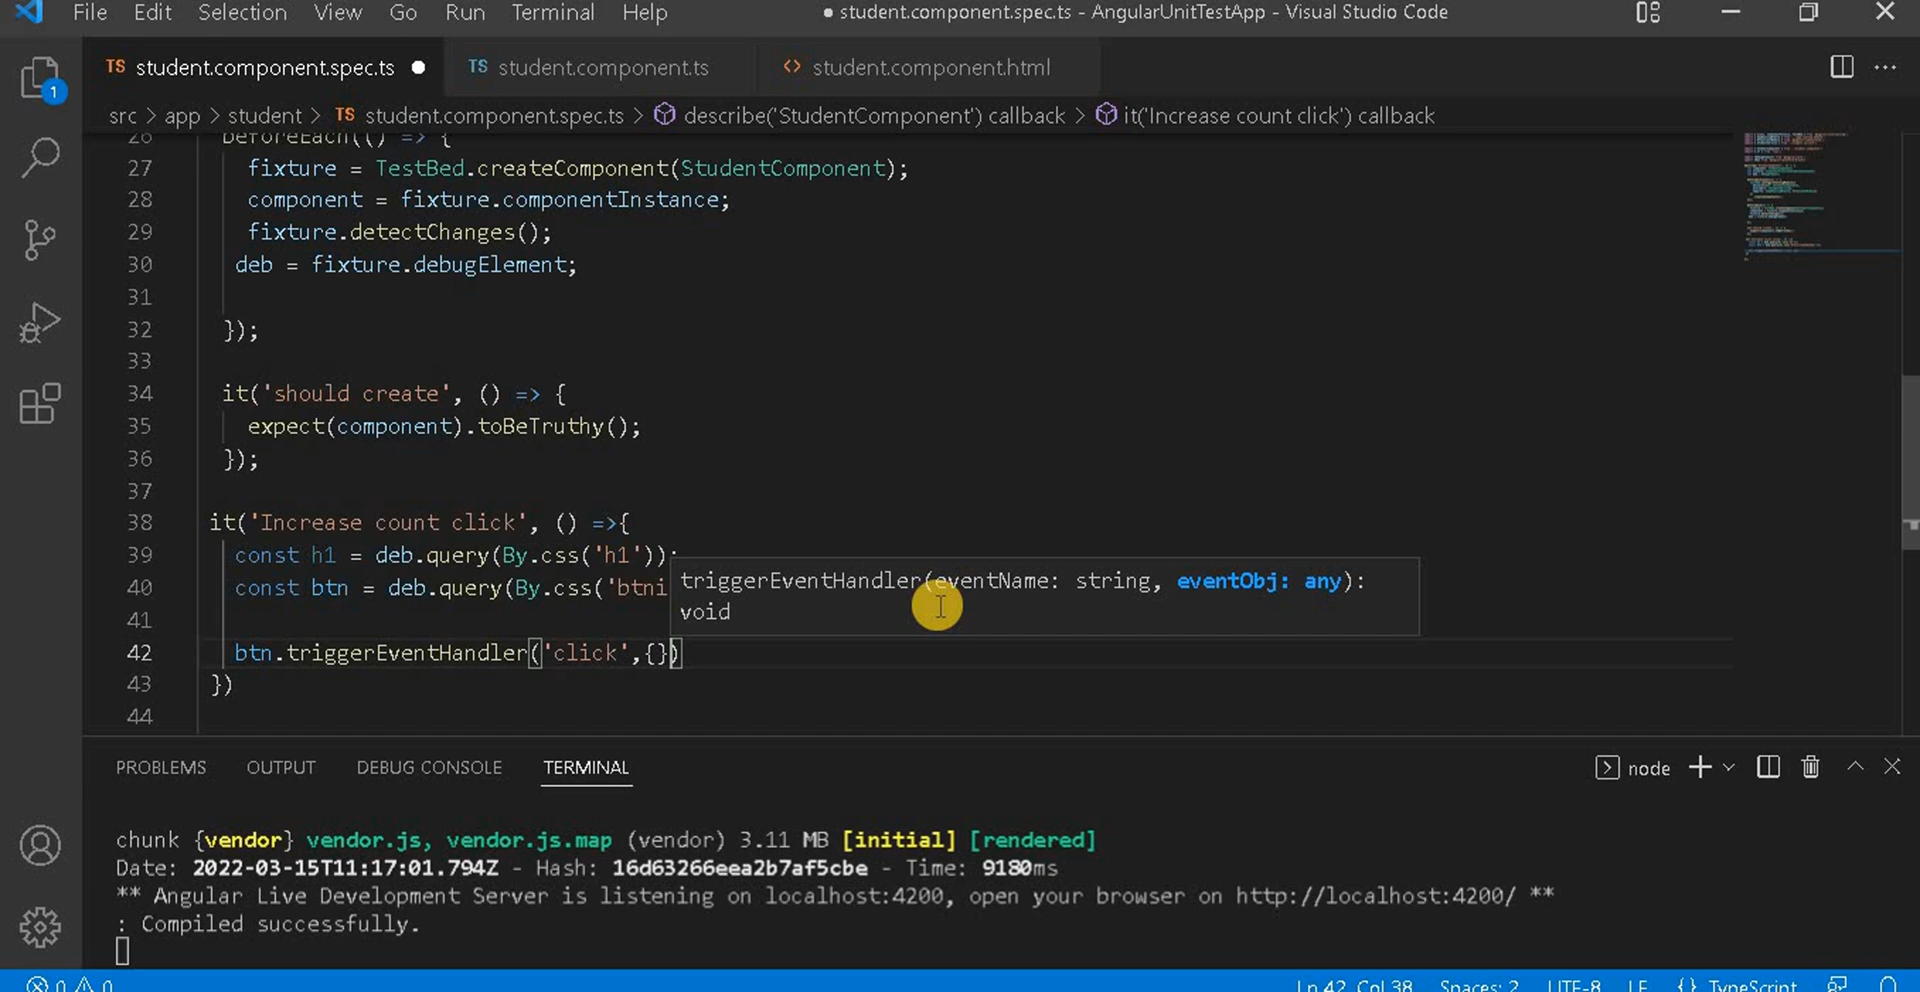 File Edit Selection View Go Run Terminal Help ● student.component.spec.ts - AngularUnitTestApp - Visual Studio Code
TS student.component.spec.ts ● TS student.component.ts <> student.component.html
src > app > student > TS student.component.spec.ts > describe('StudentComponent') callback > it('Increase count click') callback
1
26 beforeEach(() => {
27 fixture = TestBed.createComponent(StudentComponent);
28 component = fixture.componentInstance;
29 fixture.detectChanges();
30 deb = fixture.debugElement;
31
32 });
33
34 it('should create', () => {
35 expect(component).toBeTruthy();
36 });
37
38 it('Increase count click', () =>{
39 const h1 = deb.query(By.css('h1'));
40 const btn = deb.query(By.css('btni
triggerEventHandler(eventName: string, eventObj: any):
void
41
42 btn.triggerEventHandler('click',{})
43 })
44
PROBLEMS OUTPUT DEBUG CONSOLE TERMINAL node
chunk {vendor} vendor.js, vendor.js.map (vendor) 3.11 MB [initial] [rendered]
Date: 2022-03-15T11:17:01.794Z - Hash: 16d63266eea2b7af5cbe - Time: 9180ms
** Angular Live Development Server is listening on localhost:4200, open your browser on http://localhost:4200/ **
: Compiled successfully.
0 0 Ln 42, Col 38 Spaces: 2 UTF-8 LF {} TypeScript